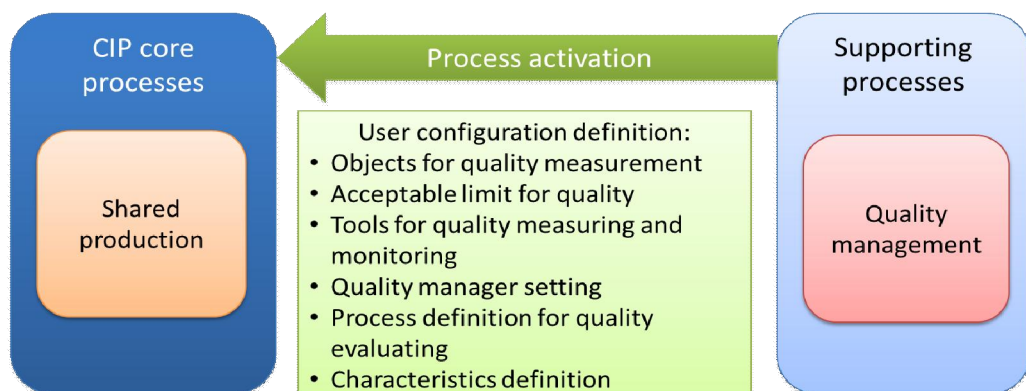 CIP core
processes
Shared
production
Process activation
User configuration definition:
• Objects for quality measurement
• Acceptable limit for quality
• Tools for quality measuring and
monitoring
• Quality manager setting
• Process definition for quality
evaluating
• Characteristics definition
Supporting
processes
Quality
management